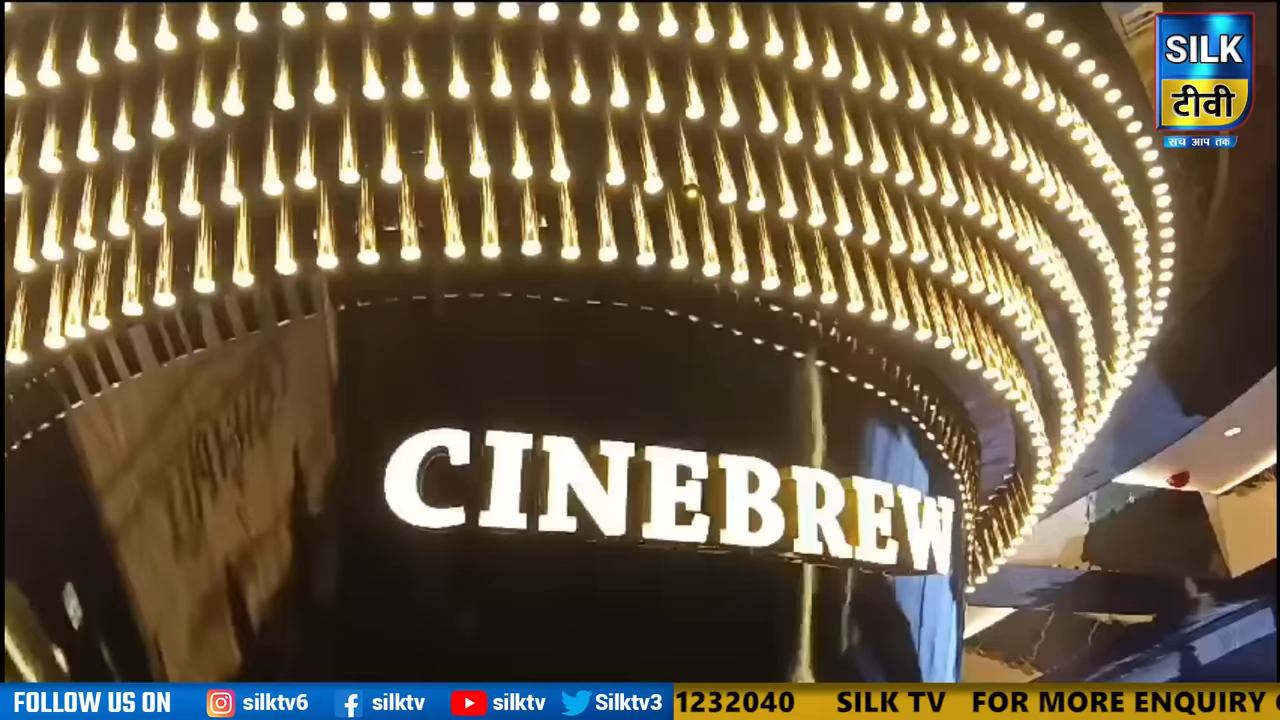 SILK
टीवी
सच आप तक
CINEBREW
FOLLOW US ON silktv6 silktv silktv Silktv3 1232040 SILK TV FOR MORE ENQUIRY